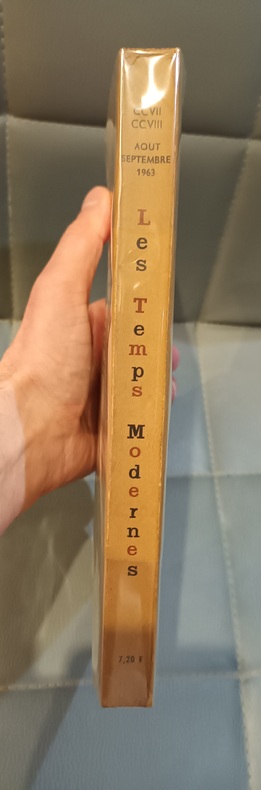 CCVII
CCVIII
AOUT
SEPTEMBRE
1963
Les Temps Modernes
7,20 F